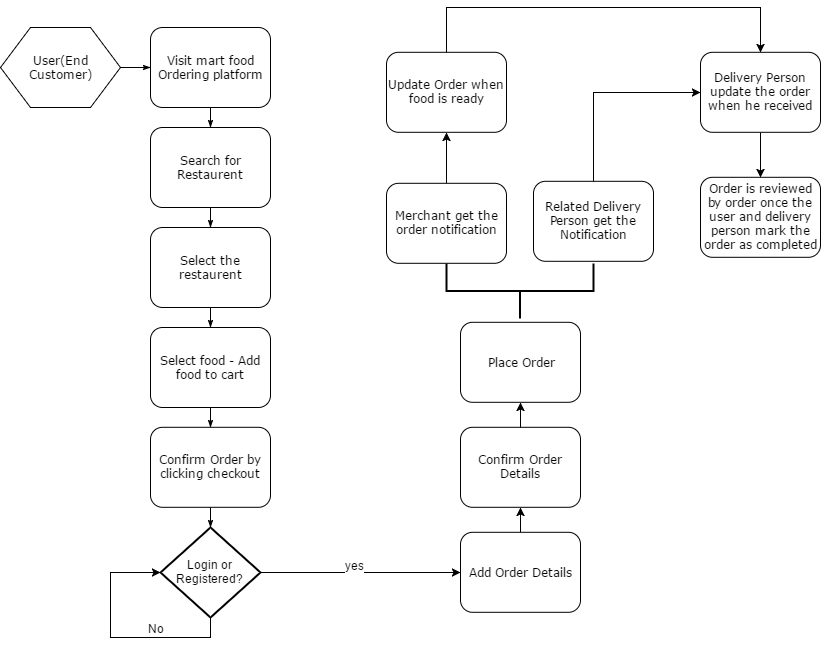 User(End
Customer)
Visit mart food
Ordering platform
Search for
Restaurent
Select the
restaurent
Select food - Add
food to cart
Confirm Order by
clicking checkout
Login or
Registered?
No
yes
Add Order Details
Confirm Order
Details
Place Order
Merchant get the
order notification
Related Delivery
Person get the
Notification
Update Order when
food is ready
Delivery Person
update the order
when he received
Order is reviewed
by order once the
user and delivery
person mark the
order as completed